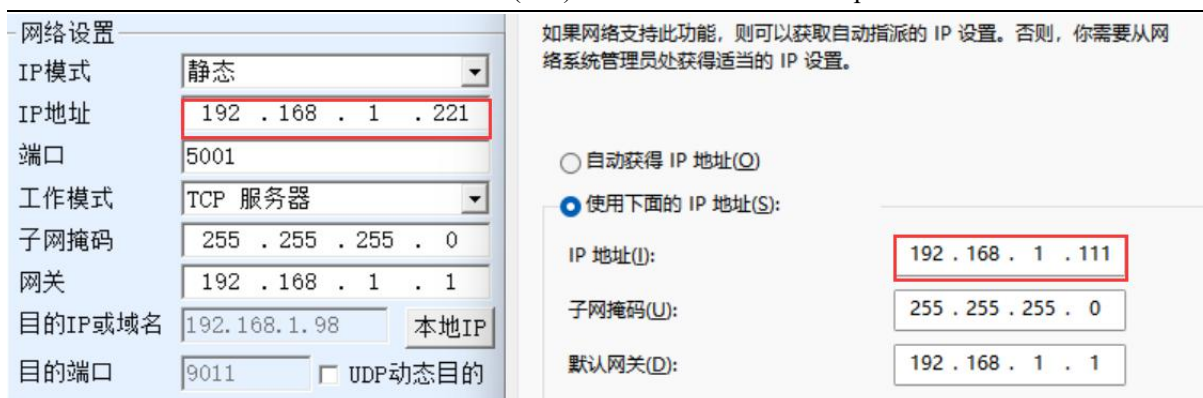 网络设置
IP模式 静态
IP地址 192 . 168 . 1 . 221
端口 5001
工作模式 TCP 服务器
子网掩码 255 . 255 . 255 . 0
网关 192 . 168 . 1 . 1
目的IP或域名 192.168.1.98 本地IP
目的端口 9011 UDP动态目的
如果网络支持此功能，则可以获取自动指派的 IP 设置。否则，你需要从网
络系统管理员处获得适当的 IP 设置。
自动获得 IP 地址(O)
使用下面的 IP 地址(S):
IP 地址(I): 192 . 168 . 1 . 111
子网掩码(U): 255 . 255 . 255 . 0
默认网关(D): 192 . 168 . 1 . 1